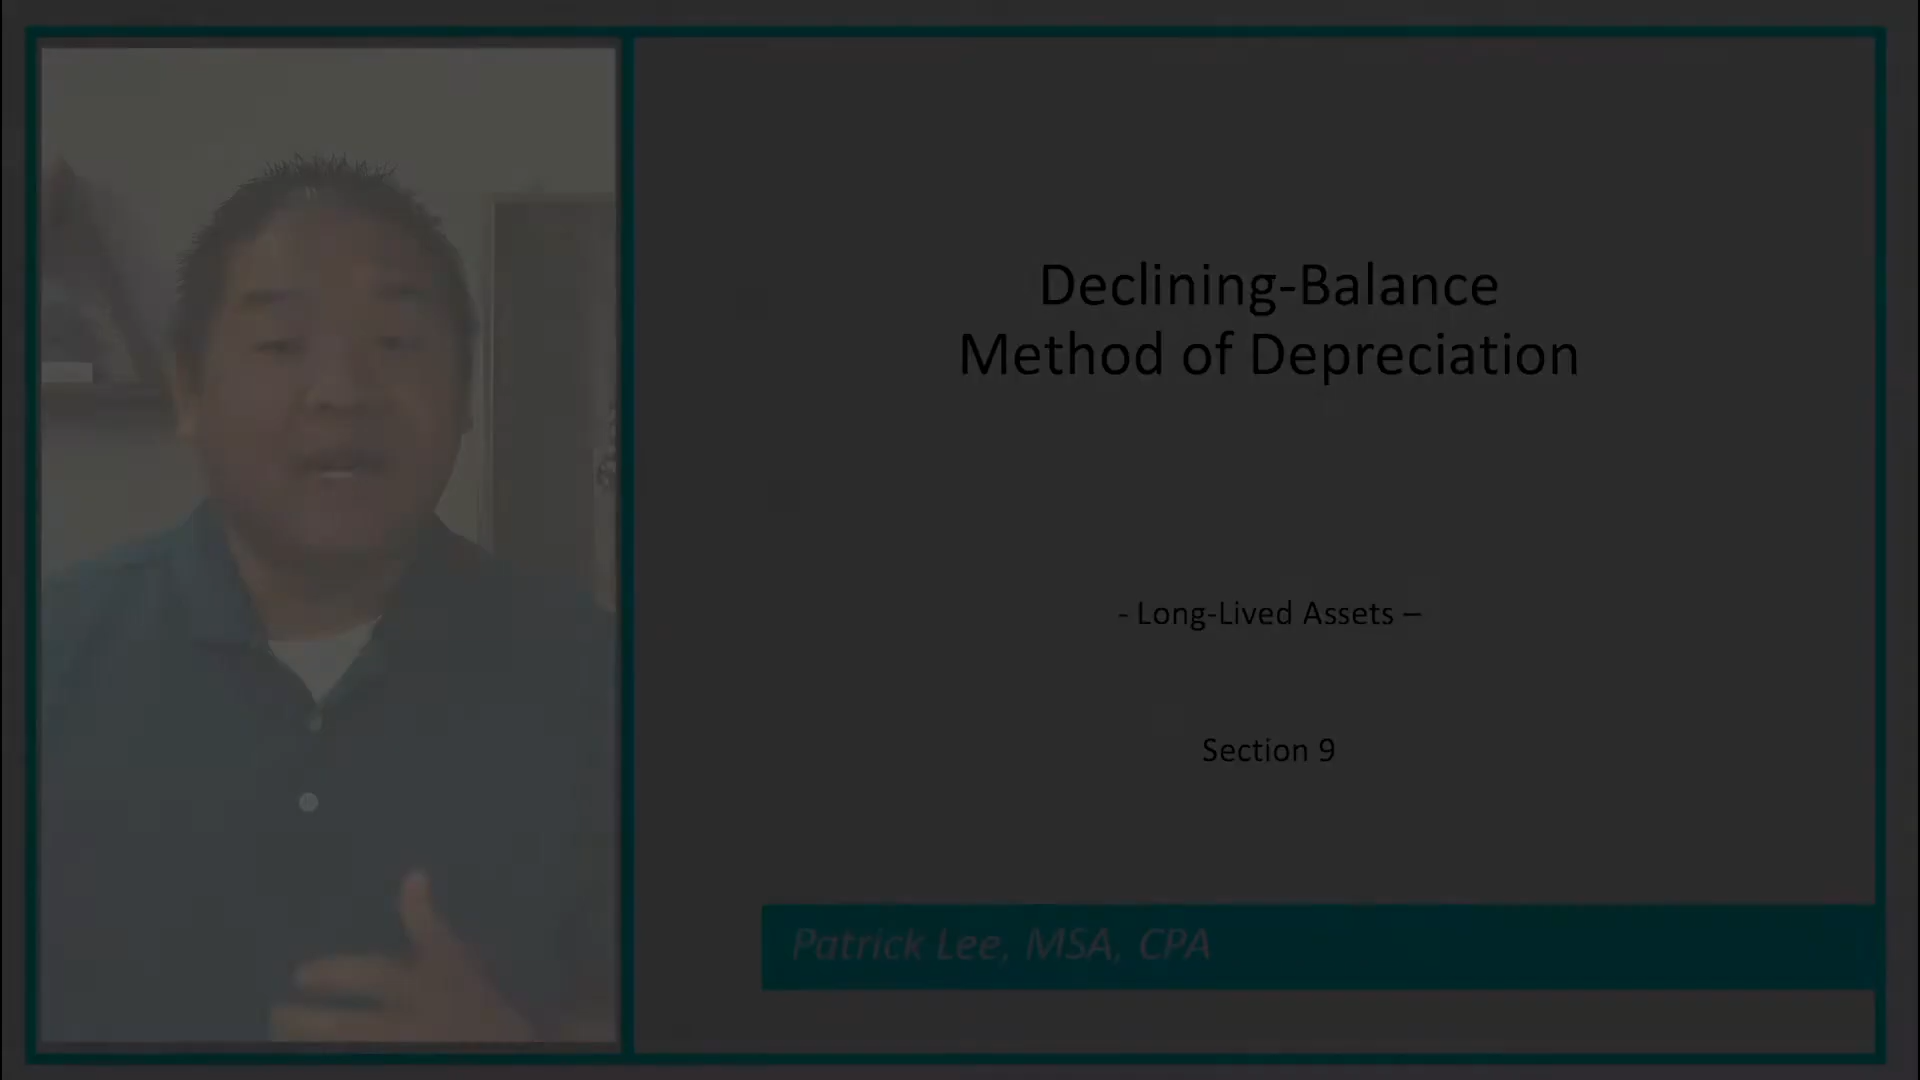 Declining-Balance
Method of Depreciation
- Long-Lived Assets –
Section 9
Patrick Lee, MSA, CPA